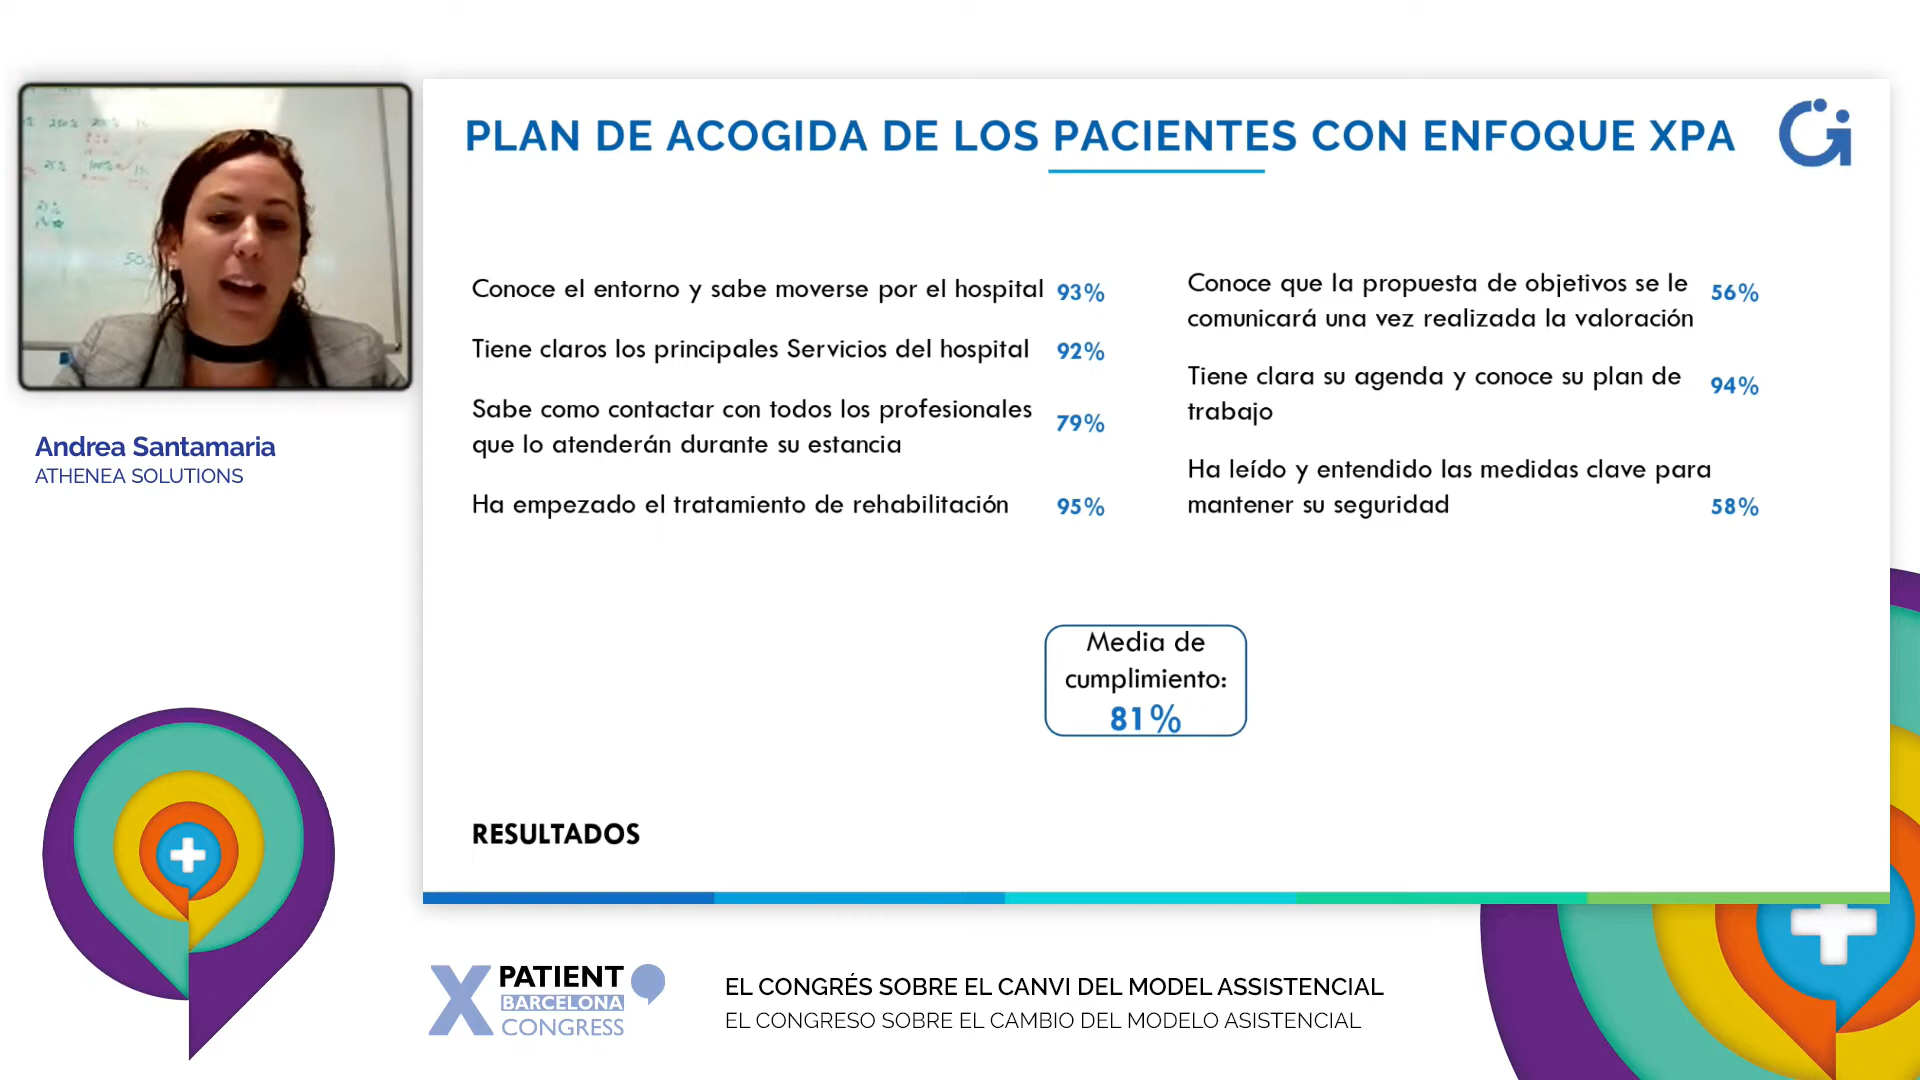 PLAN DE ACOGIDA DE LOS PACIENTES CON ENFOQUE XPA
Conoce el entorno y sabe moverse por el hospital 93%
Tiene claros los principales Servicios del hospital 92%
Sabe como contactar con todos los profesionales
que lo atenderán durante su estancia 79%
Ha empezado el tratamiento de rehabilitación 95%
Conoce que la propuesta de objetivos se le
comunicará una vez realizada la valoración 56%
Tiene clara su agenda y conoce su plan de
trabajo 94%
Ha leído y entendido las medidas clave para
mantener su seguridad 58%
Media de
cumplimiento:
81%
RESULTADOS
Andrea Santamaria
ATHENEA SOLUTIONS
X PATIENT
BARCELONA
CONGRESS
EL CONGRÉS SOBRE EL CANVI DEL MODEL ASSISTENCIAL
EL CONGRESO SOBRE EL CAMBIO DEL MODELO ASISTENCIAL